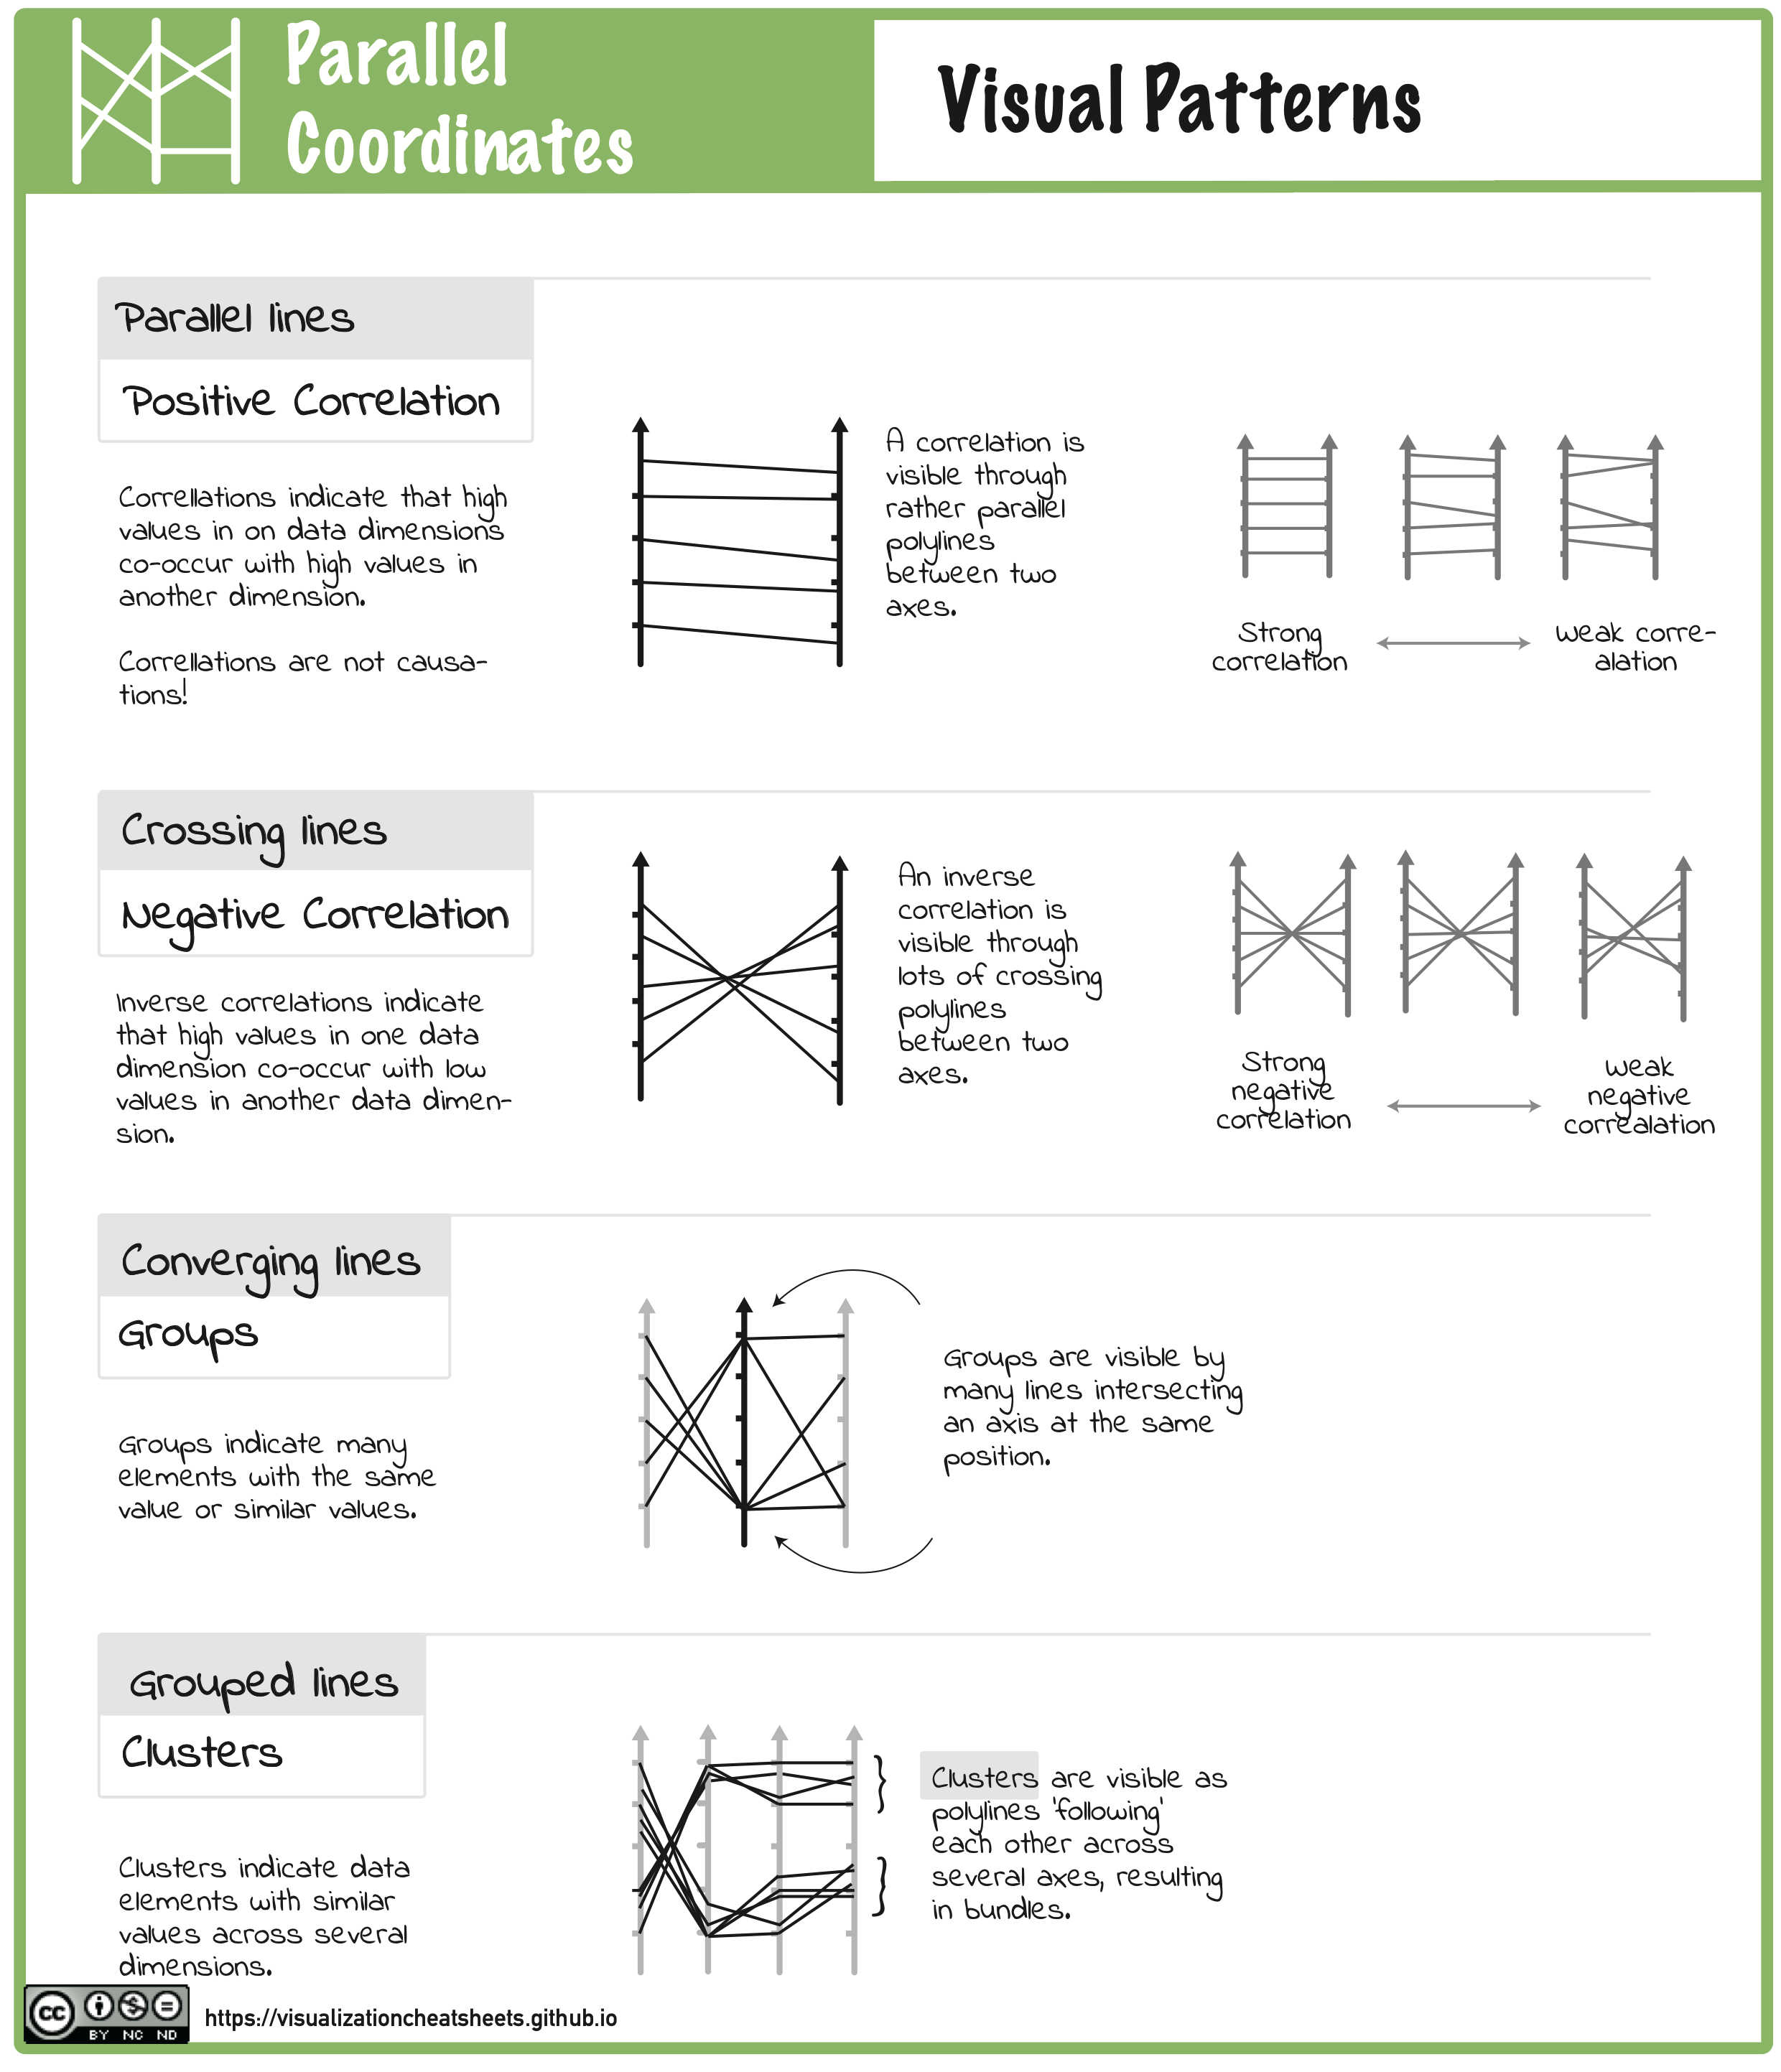 Parallel
Coordinates
Visual Patterns
Parallel lines
Positive Correlation
Correllations indicate that high
values in on data dimensions
co-occur with high values in
another dimension.
Correllations are not causa-
tions!
A correlation is
visible through
rather parallel
polylines
between two
axes.
Strong
correlation
Weak corre-
alation
Crossing lines
Negative Correlation
Inverse correlations indicate
that high values in one data
dimension co-occur with low
values in another data dimen-
sion.
An inverse
correlation is
visible through
lots of crossing
polylines
between two
axes.
Strong
negative
correlation
Weak
negative
correalation
Converging lines
Groups
Groups indicate many
elements with the same
value or similar values.
Groups are visible by
many lines intersecting
an axis at the same
position.
Grouped lines
Clusters
Clusters indicate data
elements with similar
values across several
dimensions.
Clusters are visible as
polylines 'following'
each other across
several axes, resulting
in bundles.
cc
BY NC ND
https://visualizationcheatsheets.github.io